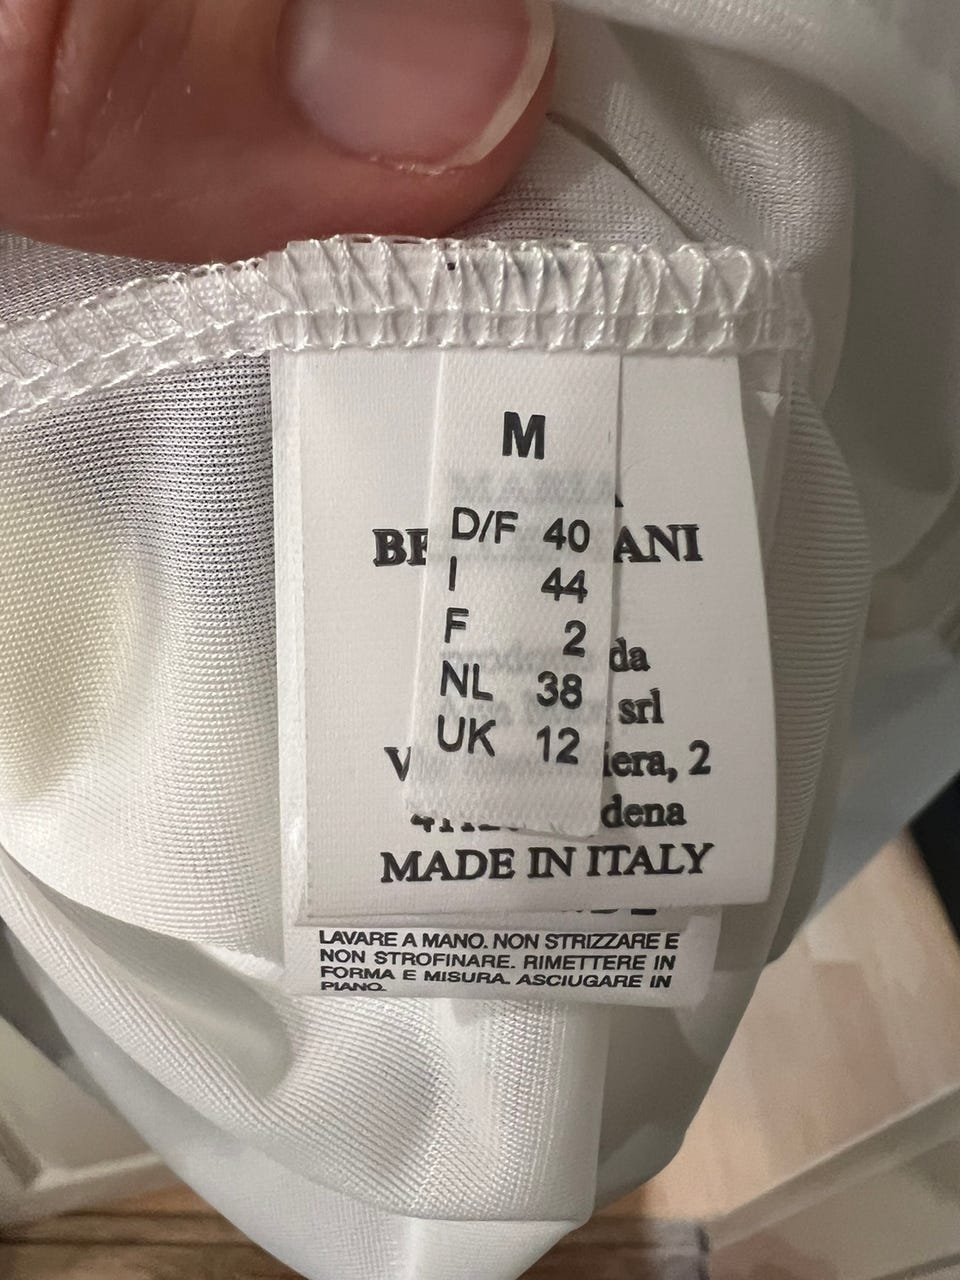 M
D/F 40
I 44
F 2
NL 38
UK 12
ANI
da
srl
iera, 2
dena
MADE IN ITALY
LAVARE A MANO. NON STRIZZARE E
NON STROFINARE. RIMETTERE IN
FORMA E MISURA. ASCIUGARE IN
PIANO.